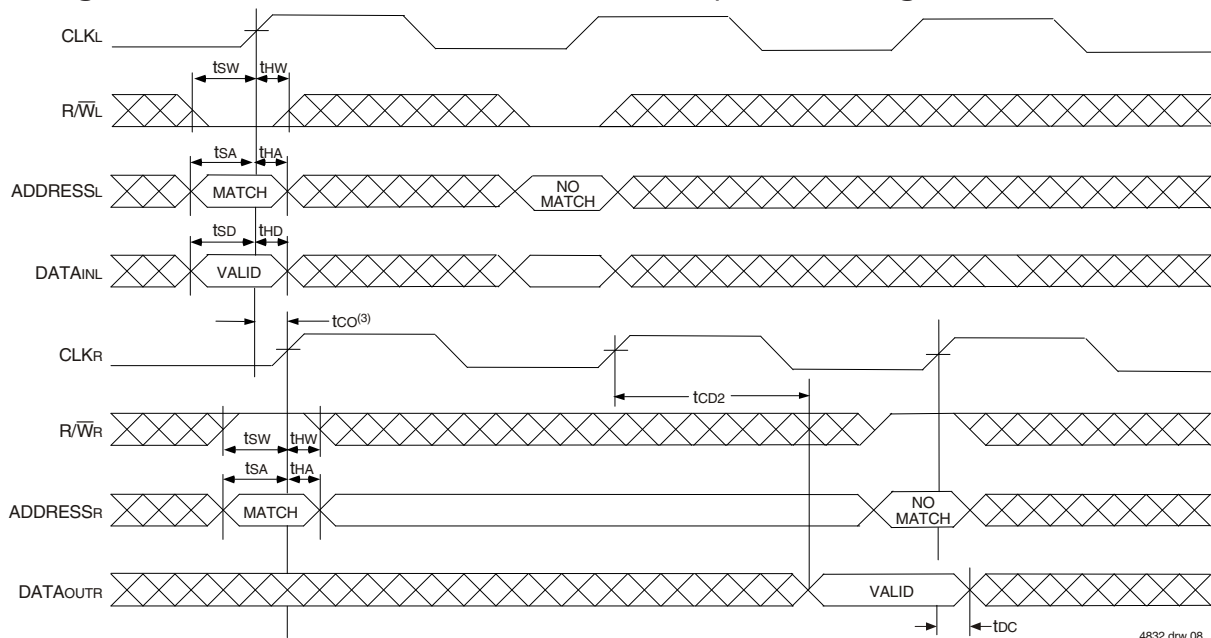 CLKL
tSW tHW
R/W̅L
tSA tHA
ADDRESSL MATCH NO MATCH
tSD tHD
DATAINL VALID
tCO(3)
CLKR
tCD2
R/W̅R
tSW tHW
tSA tHA
ADDRESSR MATCH NO MATCH
DATAOUTR VALID
tDC
4832 drw 08